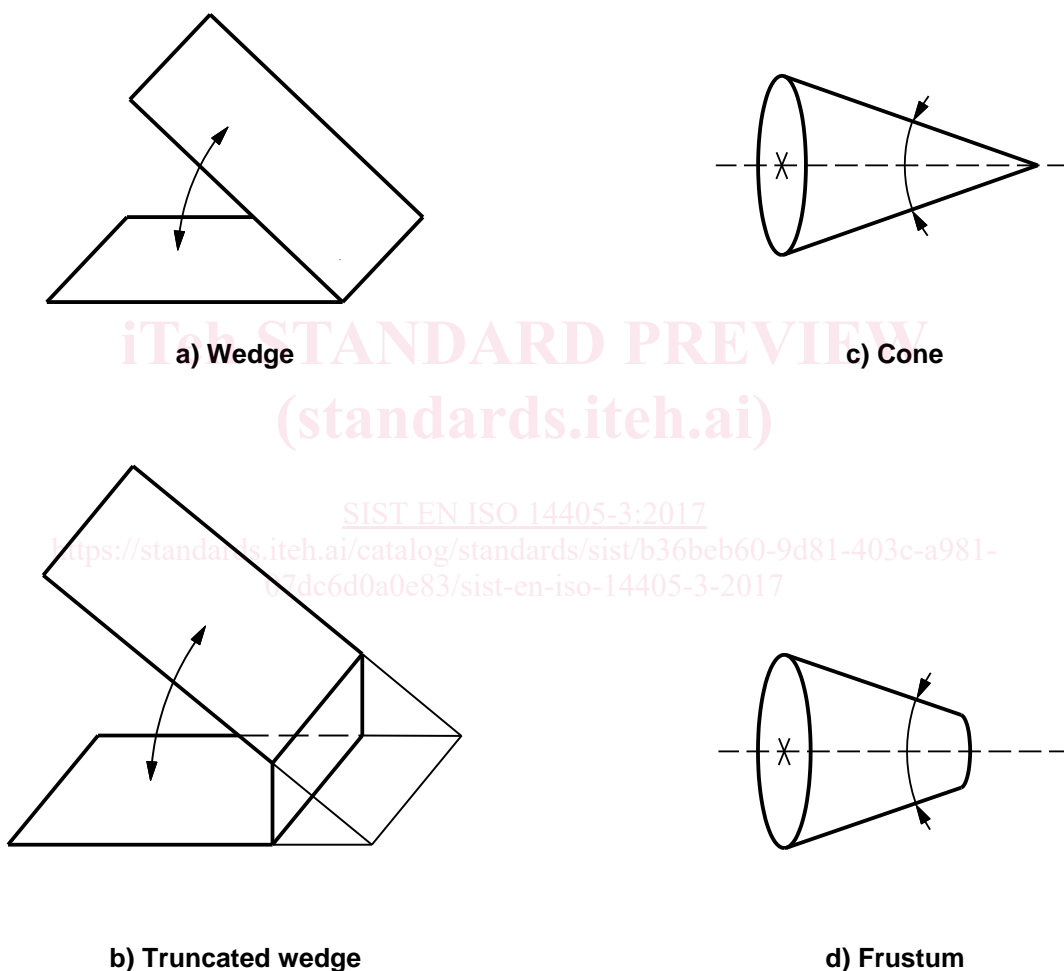 a) Wedge
c) Cone
iTeh STANDARD PREVIEW
(standards.iteh.ai)
SIST EN ISO 14405-3:2017
https://standards.iteh.ai/catalog/standards/sist/b36beb60-9d81-403c-a981-
07dc6d0a0e83/sist-en-iso-14405-3-2017
b) Truncated wedge
d) Frustum